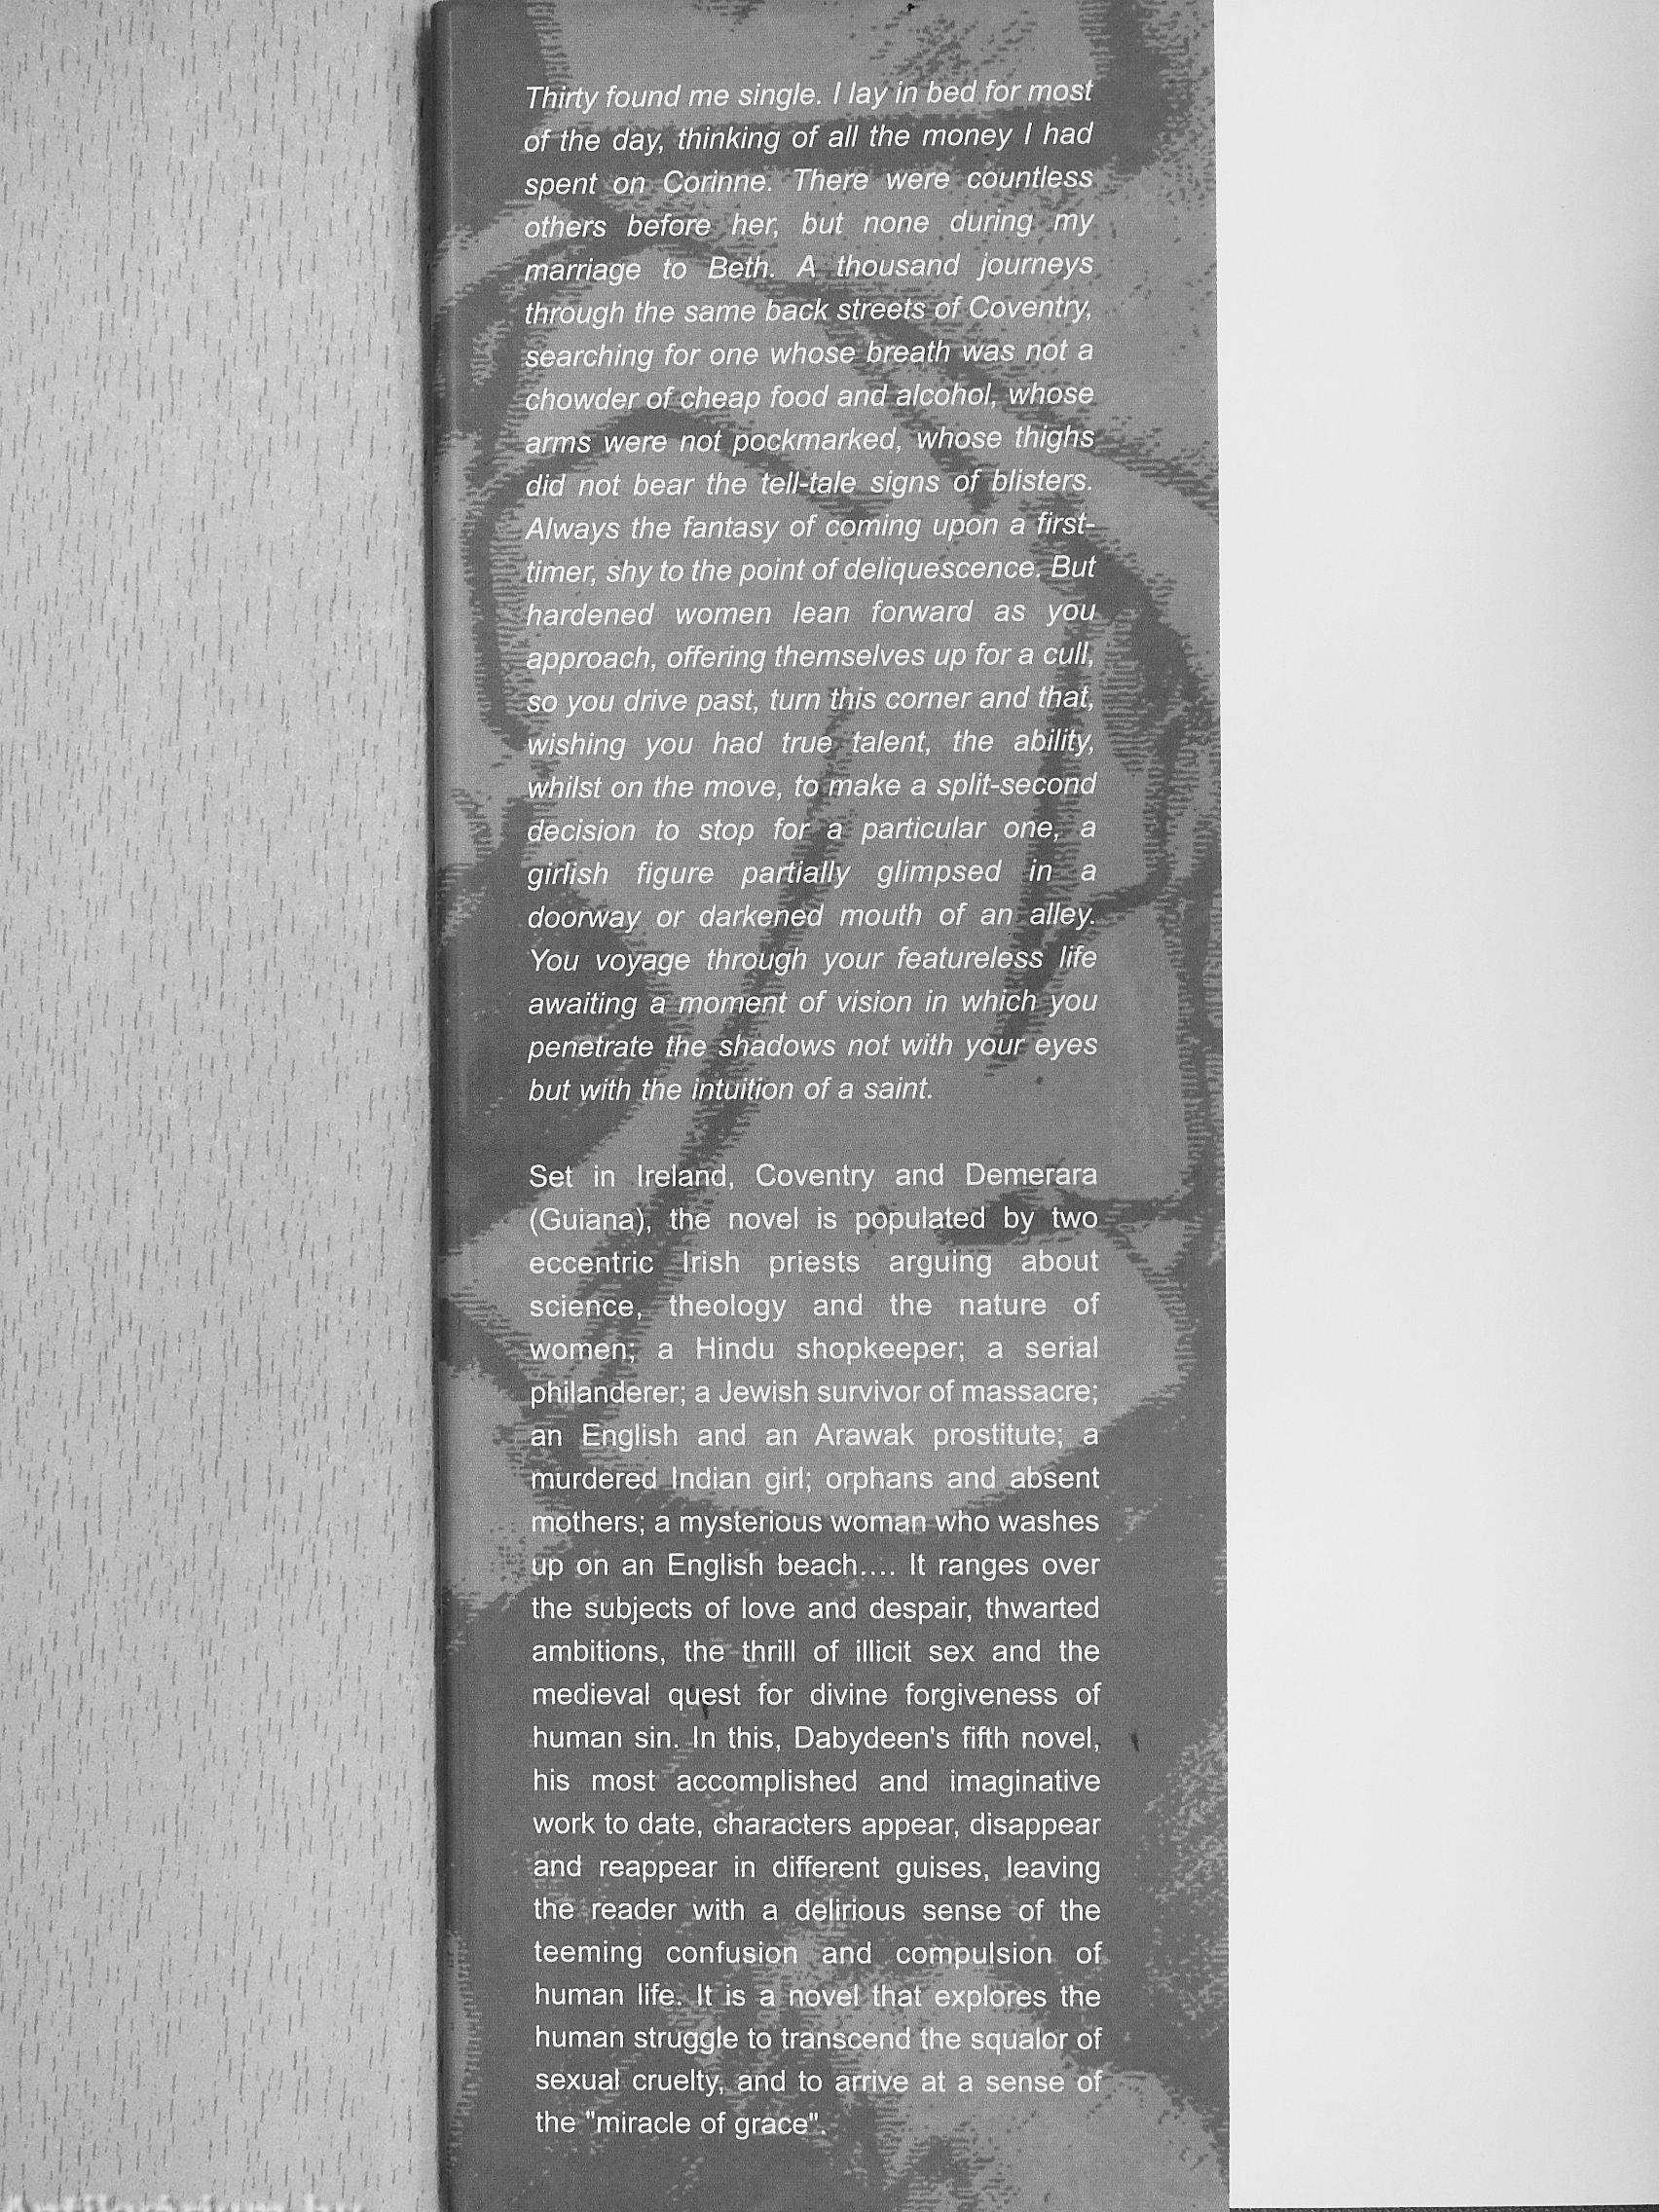 Thirty found me single. I lay in bed for most
of the day, thinking of all the money I had
spent on Corinne. There were countless
others before her, but none during my
marriage to Beth. A thousand journeys
through the same back streets of Coventry,
searching for one whose breath was not a
chowder of cheap food and alcohol, whose
arms were not pockmarked, whose thighs
did not bear the tell-tale signs of blisters.
Always the fantasy of coming upon a first-
timer, shy to the point of deliquescence. But
hardened women lean forward as you
approach, offering themselves up for a cull,
so you drive past, turn this corner and that,
wishing you had true talent, the ability,
whilst on the move, to make a split-second
decision to stop for a particular one, a
girlish figure partially glimpsed in a
doorway or darkened mouth of an alley.
You voyage through your featureless life
awaiting a moment of vision in which you
penetrate the shadows not with your eyes
but with the intuition of a saint.
Set in Ireland, Coventry and Demerara
(Guiana), the novel is populated by two
eccentric Irish priests arguing about
science, theology and the nature of
women; a Hindu shopkeeper; a serial
philanderer; a Jewish survivor of massacre;
an English and an Arawak prostitute; a
murdered Indian girl; orphans and absent
mothers; a mysterious woman who washes
up on an English beach.... It ranges over
the subjects of love and despair, thwarted
ambitions, the thrill of illicit sex and the
medieval quest for divine forgiveness of
human sin. In this, Dabydeen's fifth novel,
his most accomplished and imaginative
work to date, characters appear, disappear
and reappear in different guises, leaving
the reader with a delirious sense of the
teeming confusion and compulsion of
human life. It is a novel that explores the
human struggle to transcend the squalor of
sexual cruelty, and to arrive at a sense of
the "miracle of grace".